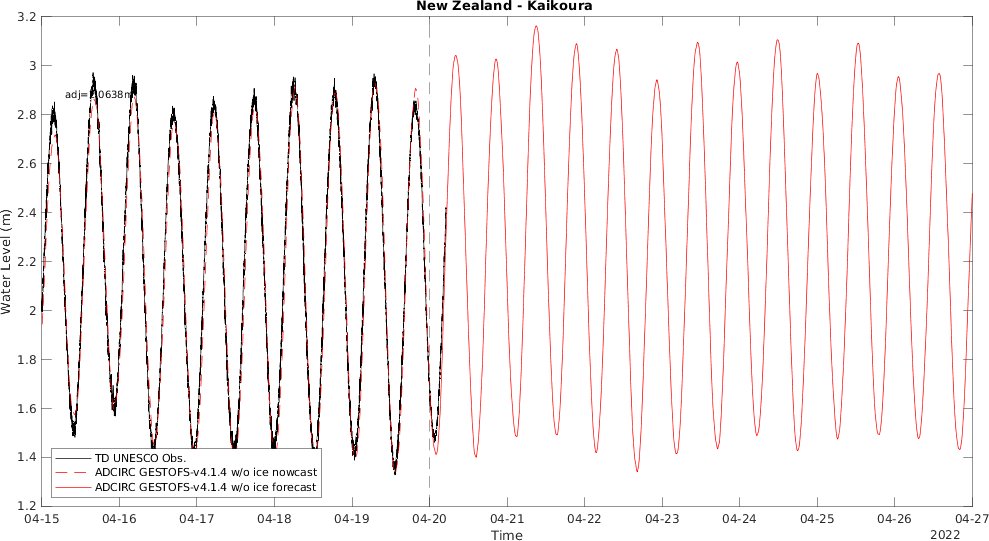 New Zealand - Kaikoura
3.2
3
2.8
2.6
2.4
2.2
2
1.8
1.6
1.4
1.2
Water Level (m)
TD UNESCO Obs.
ADCIRC GESTOFS-v4.1.4 w/o ice nowcast
ADCIRC GESTOFS-v4.1.4 w/o ice forecast
04-15 04-16 04-17 04-18 04-19 04-20 04-21 04-22 04-23 04-24 04-25 04-26 04-27
Time
2022